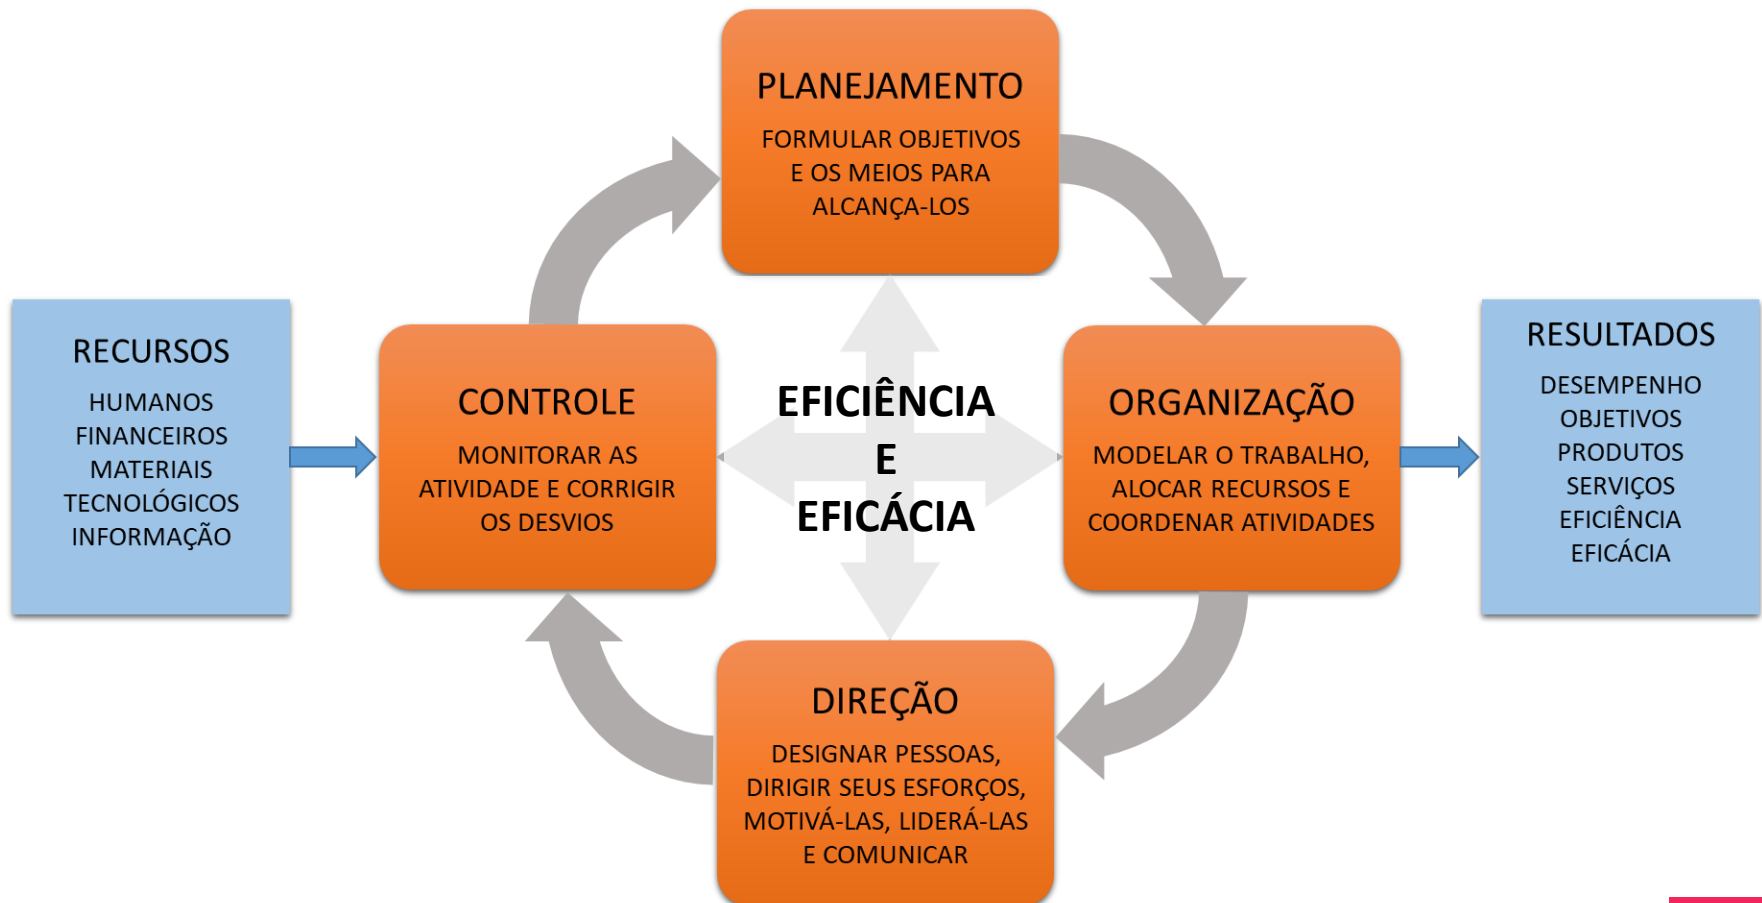 PLANEJAMENTO
FORMULAR OBJETIVOS
E OS MEIOS PARA
ALCANÇA-LOS
RECURSOS
HUMANOS
FINANCEIROS
MATERIAIS
TECNOLÓGICOS
INFORMAÇÃO
CONTROLE
MONITORAR AS
ATIVIDADE E CORRIGIR
OS DESVIOS
EFICIÊNCIA
E
EFICÁCIA
ORGANIZAÇÃO
MODELAR O TRABALHO,
ALOCAR RECURSOS E
COORDENAR ATIVIDADES
RESULTADOS
DESEMPENHO
OBJETIVOS
PRODUTOS
SERVIÇOS
EFICIÊNCIA
EFICÁCIA
DIREÇÃO
DESIGNAR PESSOAS,
DIRIGIR SEUS ESFORÇOS,
MOTIVÁ-LAS, LIDERÁ-LAS
E COMUNICAR